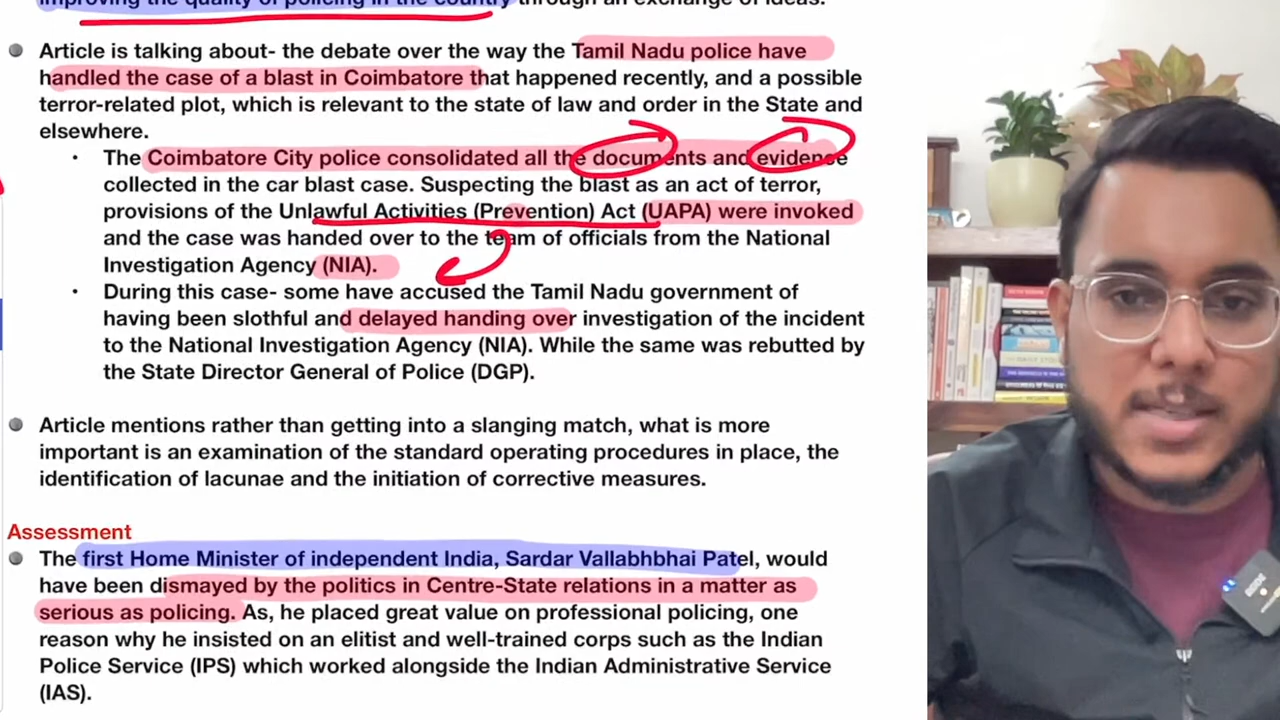 improving the quality of policing in the country through an exchange of ideas.
Article is talking about- the debate over the way the Tamil Nadu police have
handled the case of a blast in Coimbatore that happened recently, and a possible
terror-related plot, which is relevant to the state of law and order in the State and
elsewhere.
The Coimbatore City police consolidated all the documents and evidence
collected in the car blast case. Suspecting the blast as an act of terror,
provisions of the Unlawful Activities (Prevention) Act (UAPA) were invoked
and the case was handed over to the team of officials from the National
Investigation Agency (NIA).
During this case- some have accused the Tamil Nadu government of
having been slothful and delayed handing over investigation of the incident
to the National Investigation Agency (NIA). While the same was rebutted by
the State Director General of Police (DGP).
Article mentions rather than getting into a slanging match, what is more
important is an examination of the standard operating procedures in place, the
identification of lacunae and the initiation of corrective measures.
Assessment
The first Home Minister of independent India, Sardar Vallabhbhai Patel, would
have been dismayed by the politics in Centre-State relations in a matter as
serious as policing. As, he placed great value on professional policing, one
reason why he insisted on an elitist and well-trained corps such as the Indian
Police Service (IPS) which worked alongside the Indian Administrative Service
(IAS).